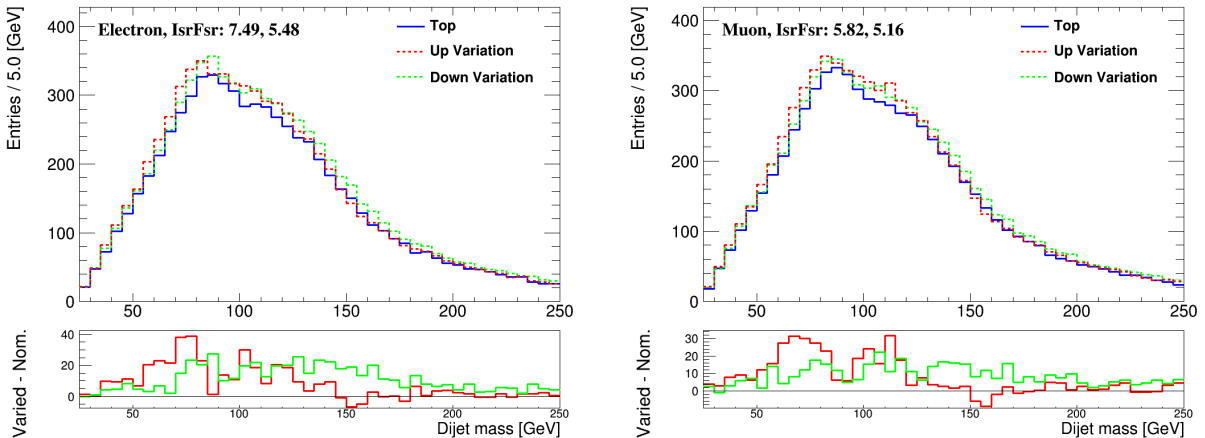 Electron, IsrFsr: 7.49, 5.48
Top
Up Variation
Down Variation
Entries / 5.0 [GeV]
400
300
200
100
0
50 100 150 200 250
Varied - Nom.
40
20
0
50 100 150 200 250
Dijet mass [GeV]
Muon, IsrFsr: 5.82, 5.16
Top
Up Variation
Down Variation
Entries / 5.0 [GeV]
400
300
200
100
0
50 100 150 200 250
Varied - Nom.
30
20
10
0
50 100 150 200 250
Dijet mass [GeV]